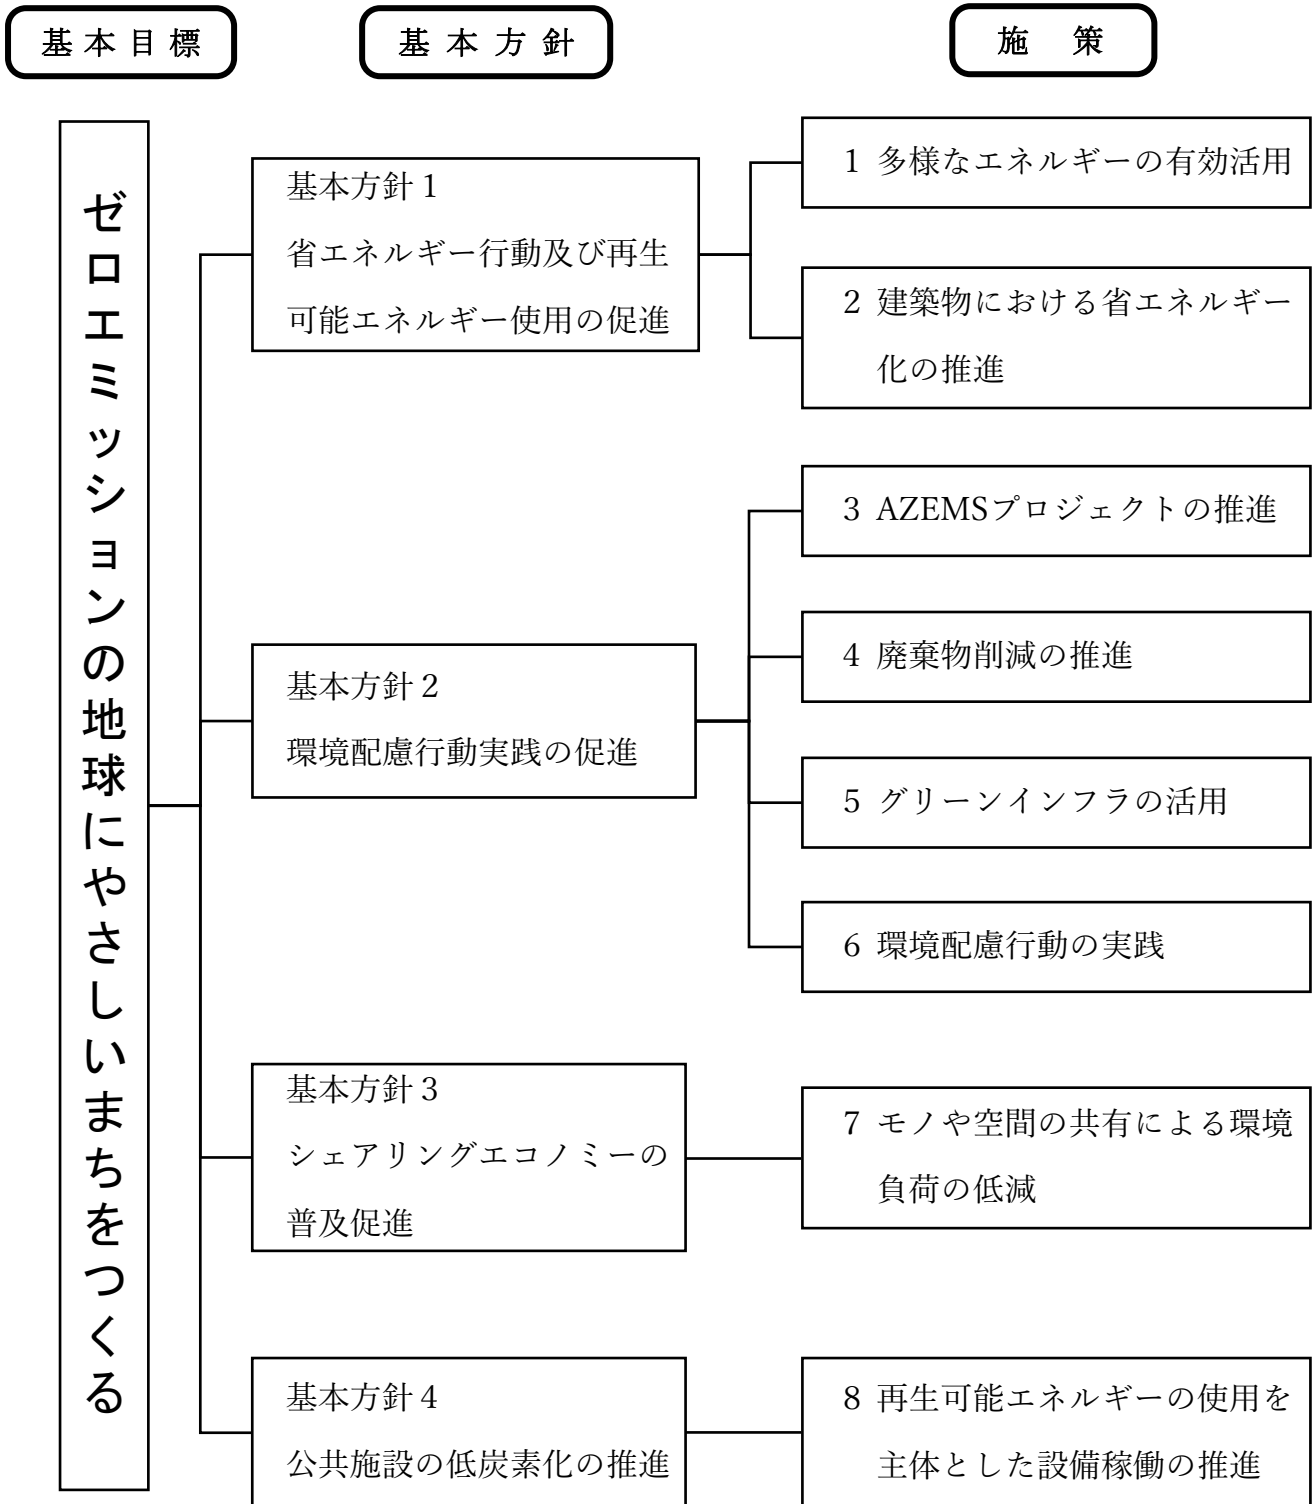 基本目標
基本方針
施　策
ゼロエミッションの地球にやさしいまちをつくる
基本方針１
省エネルギー行動及び再生
可能エネルギー使用の促進
１ 多様なエネルギーの有効活用
２ 建築物における省エネルギー
化の推進
基本方針２
環境配慮行動実践の促進
３ AZEMSプロジェクトの推進
４ 廃棄物削減の推進
５ グリーンインフラの活用
６ 環境配慮行動の実践
基本方針３
シェアリングエコノミーの
普及促進
７ モノや空間の共有による環境
負荷の低減
基本方針４
公共施設の低炭素化の推進
８ 再生可能エネルギーの使用を
主体とした設備稼働の推進